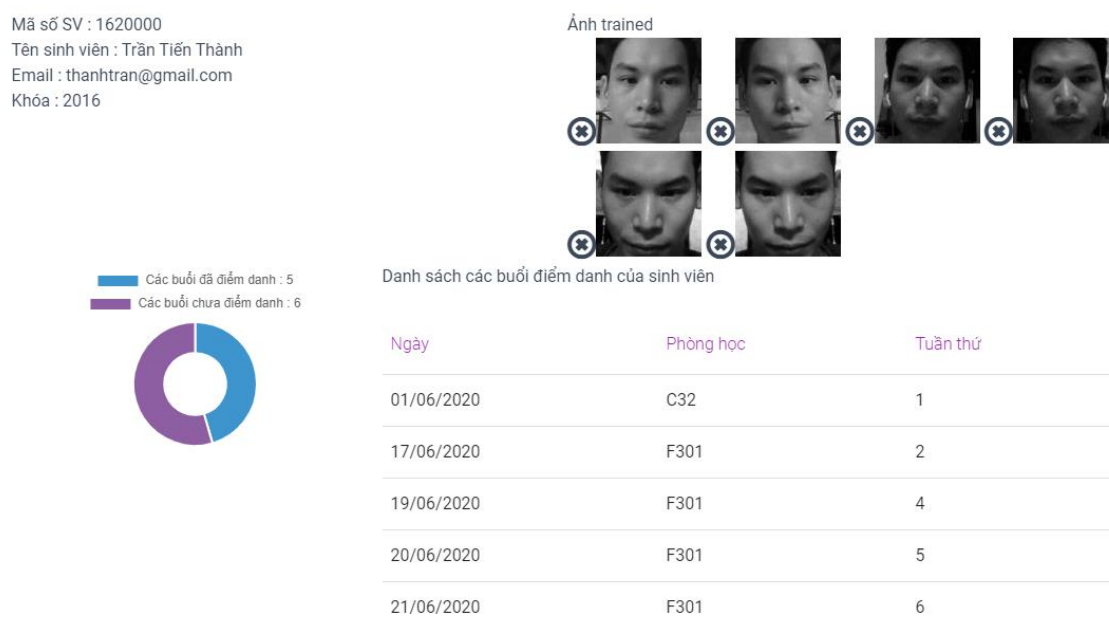 Mã số SV : 1620000
Tên sinh viên : Trần Tiến Thành
Email : thanhtran@gmail.com
Khóa : 2016
Ảnh trained
Các buổi đã điểm danh : 5
Các buổi chưa điểm danh : 6
Danh sách các buổi điểm danh của sinh viên
Ngày Phòng học Tuần thứ
01/06/2020 C32 1
17/06/2020 F301 2
19/06/2020 F301 4
20/06/2020 F301 5
21/06/2020 F301 6